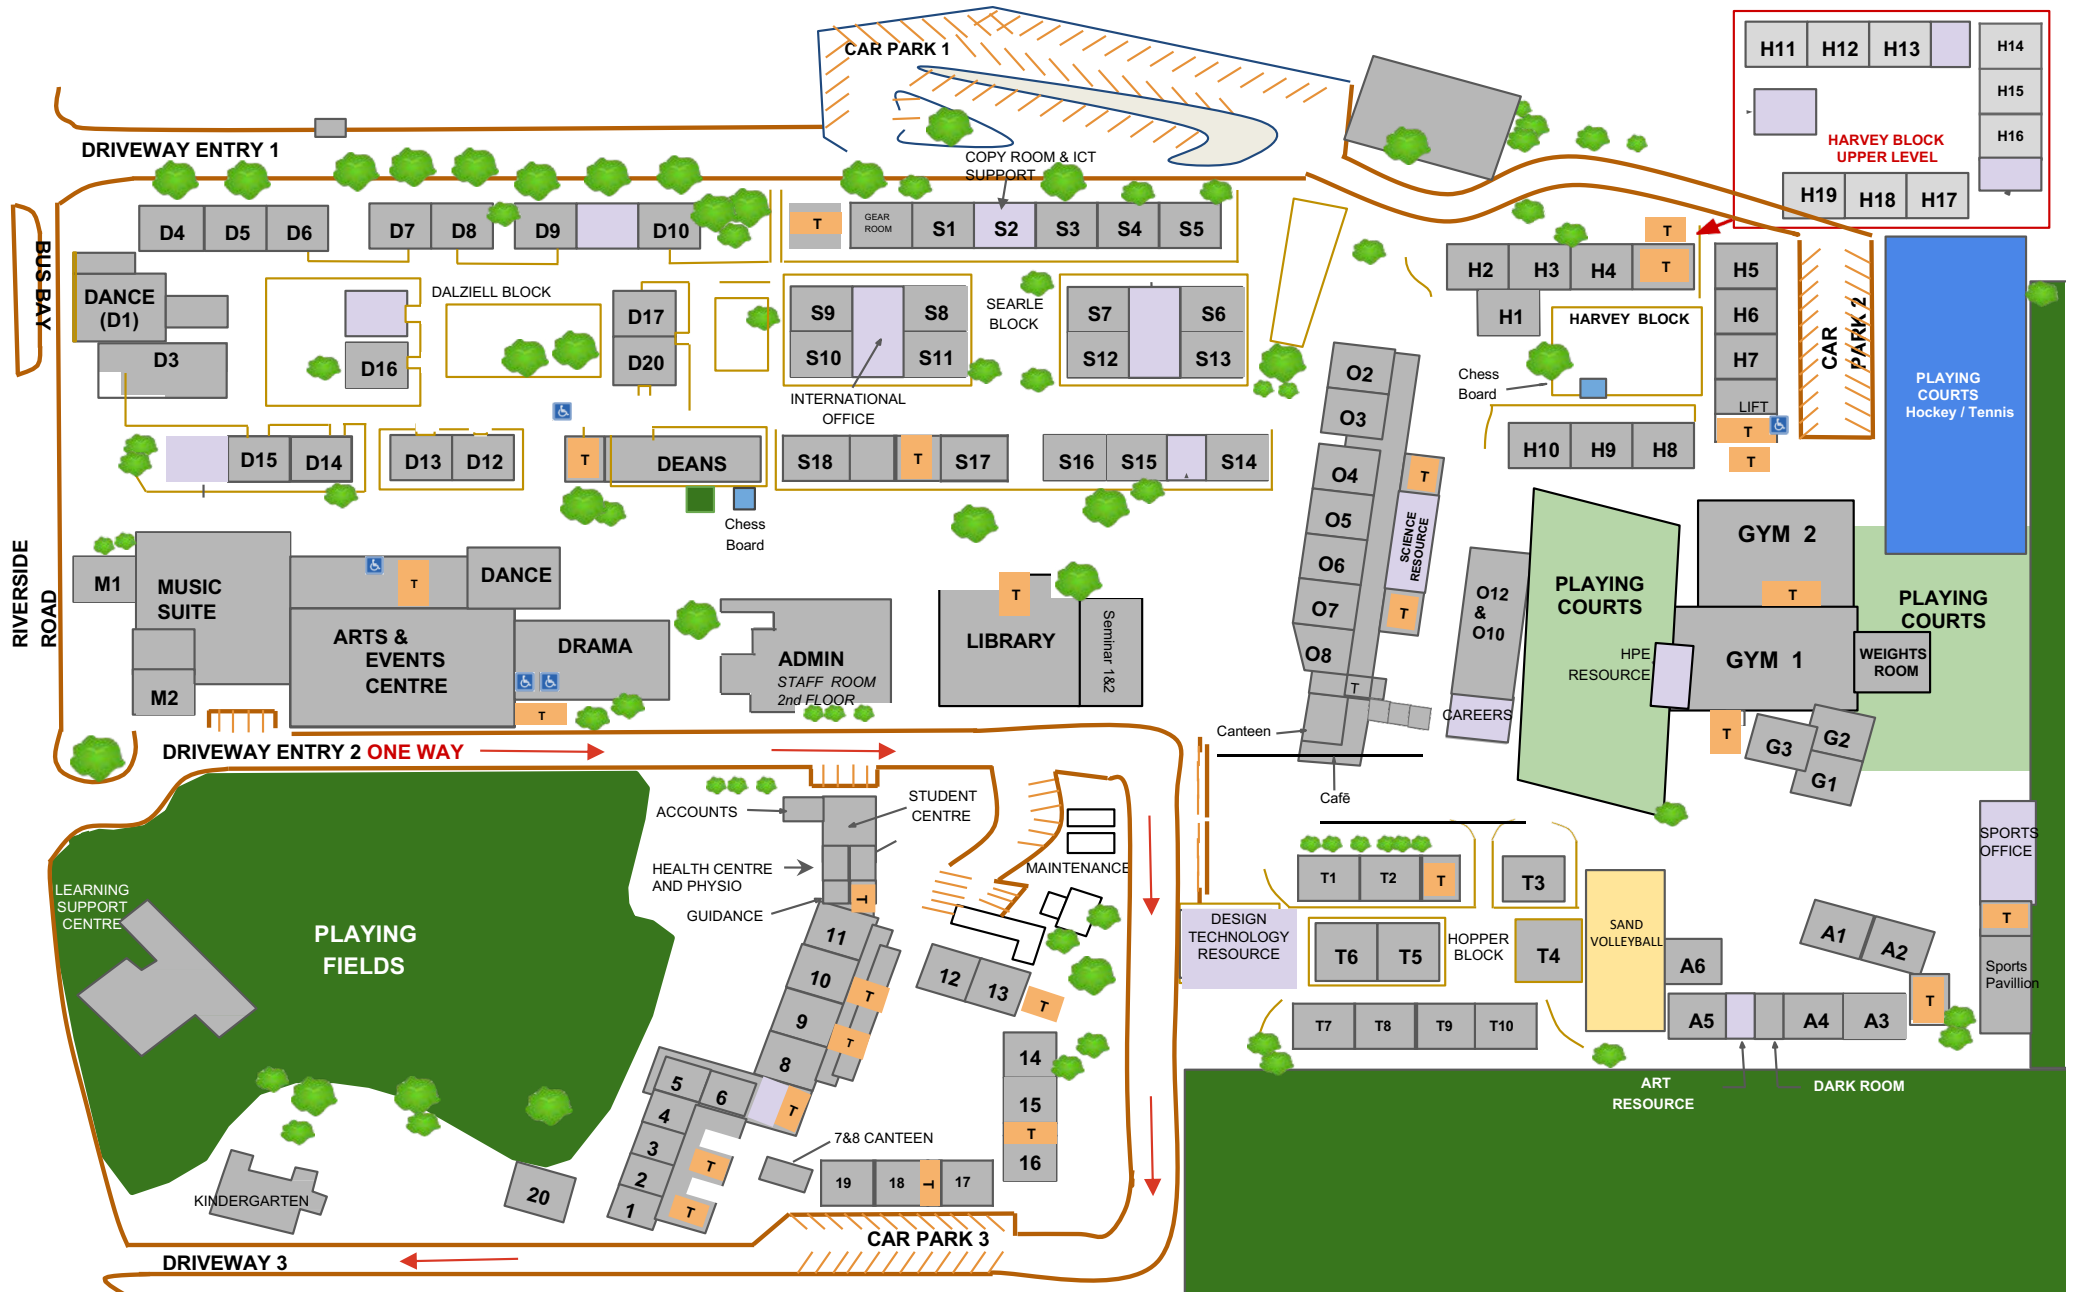 CAR PARK 1
H11 H12 H13
H14
H15
H16
HARVEY BLOCK
UPPER LEVEL
H19 H18 H17
DRIVEWAY ENTRY 1
COPY ROOM & ICT
SUPPORT
BUS BAY
D4 D5 D6
D7 D8
D9 D10
T
GEAR
ROOM
S1 S2 S3 S4 S5
T
T
H2 H3 H4
H1
H5
H6
H7
LIFT
T
T
HARVEY BLOCK
CAR
PARK 2
PLAYING
COURTS
Hockey / Tennis
DANCE
(D1)
D3
DALZIELL BLOCK
D16
D17
D20
S9 S8
S10 S11
SEARLE
BLOCK
S7 S6
S12 S13
INTERNATIONAL
OFFICE
Chess
Board
H10 H9 H8
D15 D14
D13 D12
T
DEANS
S18
T
S17
S16 S15 S14
Chess
Board
O2
O3
O4
O5
O6
O7
O8
T
SCIENCE
RESOURCE
T
T
O12
&
O10
CAREERS
Canteen
Café
RIVERSIDE
ROAD
M1
MUSIC
SUITE
M2
T
DANCE
ARTS &
EVENTS
CENTRE
DRAMA
T
ADMIN
STAFF ROOM
2nd FLOOR
T
LIBRARY
Seminar 1&2
PLAYING
COURTS
GYM 2
T
GYM 1
HPE
RESOURCE
WEIGHTS
ROOM
PLAYING
COURTS
T
G3
G2
G1
DRIVEWAY ENTRY 2 ONE WAY
ACCOUNTS
STUDENT
CENTRE
HEALTH CENTRE
AND PHYSIO
GUIDANCE
T
MAINTENANCE
LEARNING
SUPPORT
CENTRE
PLAYING
FIELDS
11
10
9
8
T
T
12 13
T
14
15
T
16
5 6
4
3
2
1
T
T
T
7&8 CANTEEN
19 18
T
17
20
KINDERGARTEN
CAR PARK 3
DRIVEWAY 3
T1 T2
T
T3
DESIGN
TECHNOLOGY
RESOURCE
T6 T5
HOPPER
BLOCK
T4
T7 T8 T9 T10
SAND
VOLLEYBALL
A6
A1 A2
A5 A4 A3
T
ART
RESOURCE
DARK ROOM
SPORTS
OFFICE
T
Sports
Pavillion